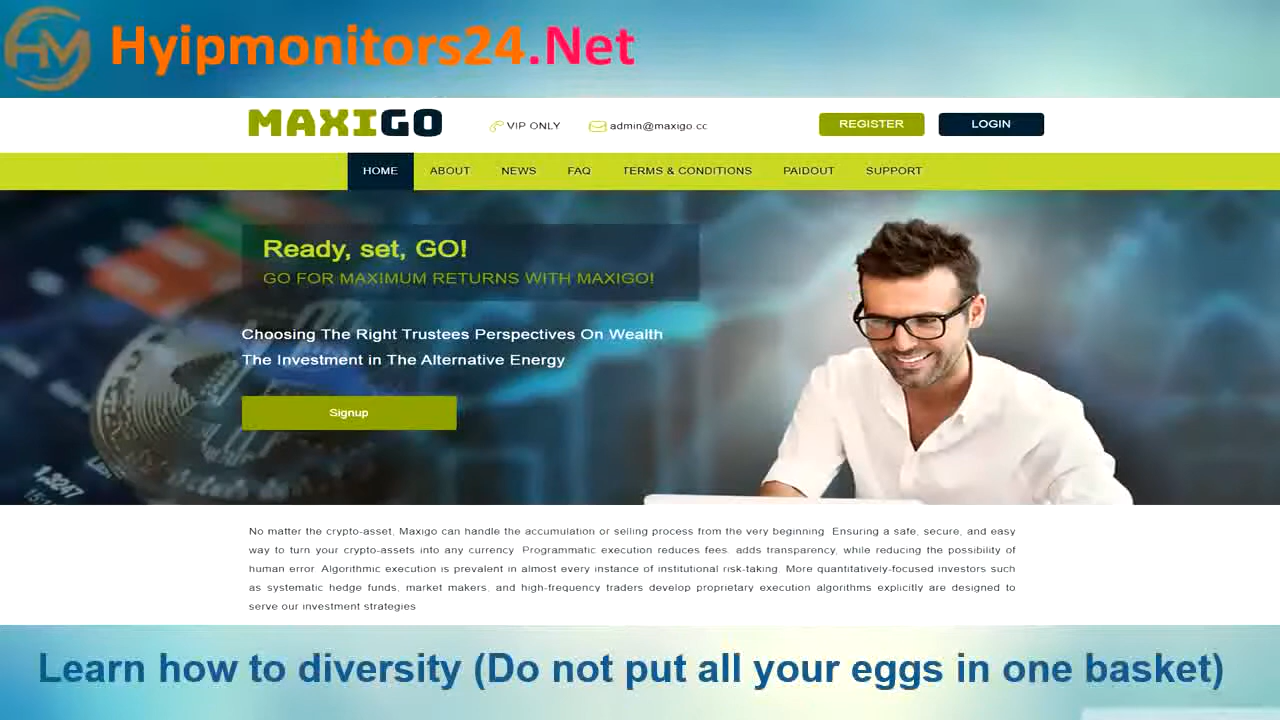 HM
Hyipmonitors24.Net
MAXIGO
VIP ONLY
admin@maxigo.cc
REGISTER
LOGIN
HOME
ABOUT
NEWS
FAQ
TERMS & CONDITIONS
PAIDOUT
SUPPORT
Ready, set, GO!
GO FOR MAXIMUM RETURNS WITH MAXIGO!
Choosing The Right Trustees Perspectives On Wealth
The Investment in The Alternative Energy
Signup
1.3247
No matter the crypto-asset, Maxigo can handle the accumulation or selling process from the very beginning. Ensuring a safe, secure, and easy
way to turn your crypto-assets into any currency. Programmatic execution reduces fees, adds transparency, while reducing the possibility of
human error. Algorithmic execution is prevalent in almost every instance of institutional risk-taking. More quantitatively-focused investors such
as systematic hedge funds, market makers, and high-frequency traders develop proprietary execution algorithms explicitly are designed to
serve our investment strategies
Learn how to diversity (Do not put all your eggs in one basket)